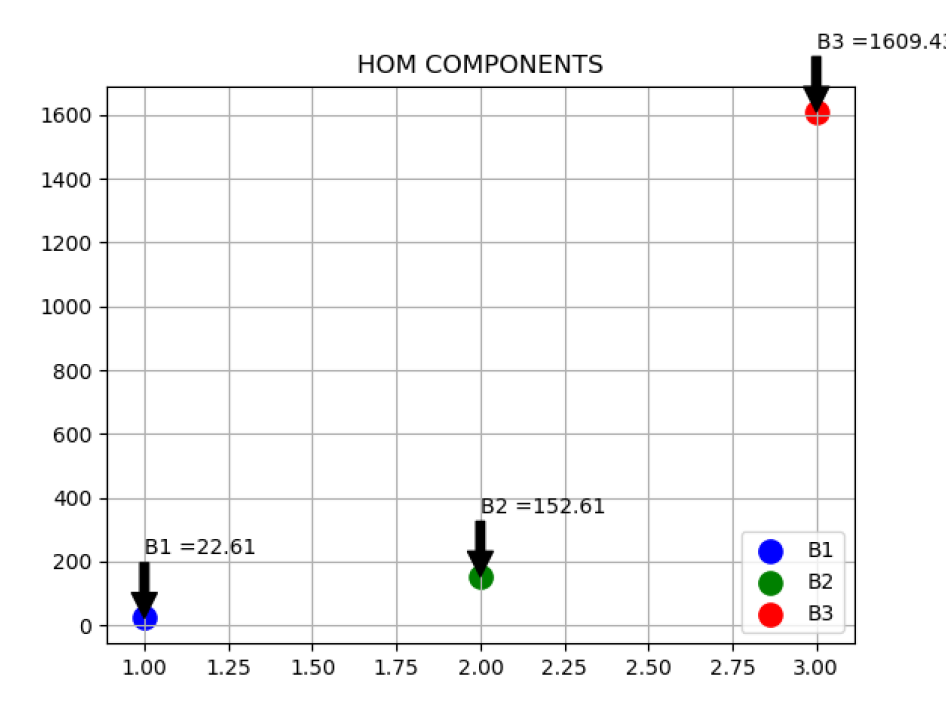 B3 =1609.43
HOM COMPONENTS
1600
1400
1200
1000
800
600
400
200
0
B2 =152.61
B1 =22.61
B1
B2
B3
1.00 1.25 1.50 1.75 2.00 2.25 2.50 2.75 3.00